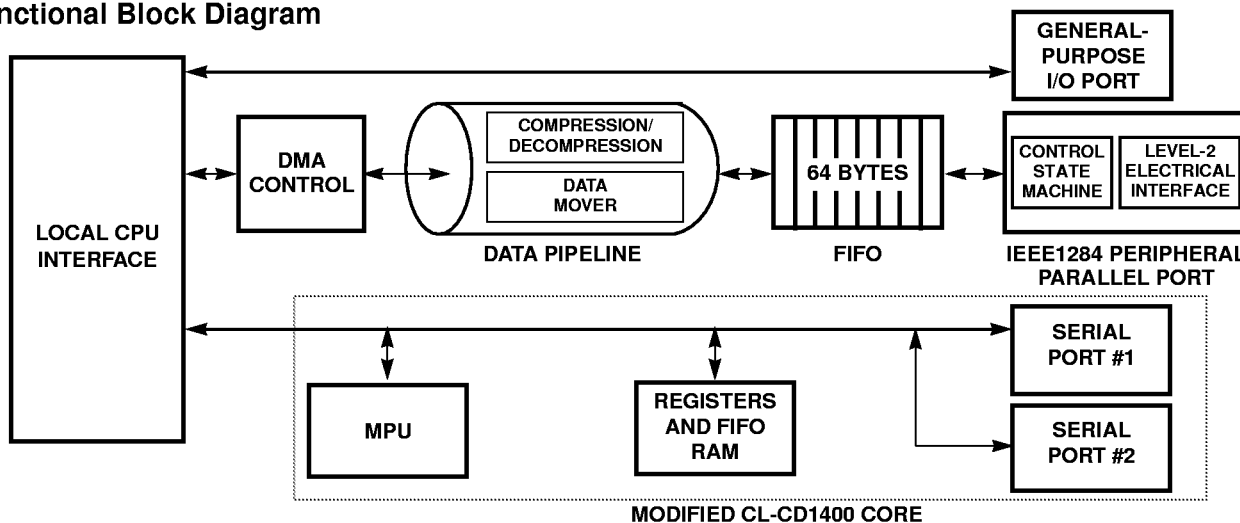 nctional Block Diagram
GENERAL-
PURPOSE
I/O PORT
LOCAL CPU
INTERFACE
DMA
CONTROL
COMPRESSION/
DECOMPRESSION
DATA
MOVER
DATA PIPELINE
64 BYTES
FIFO
CONTROL
STATE
MACHINE
LEVEL-2
ELECTRICAL
INTERFACE
IEEE1284 PERIPHERAL
PARALLEL PORT
MPU
REGISTERS
AND FIFO
RAM
SERIAL
PORT #1
SERIAL
PORT #2
MODIFIED CL-CD1400 CORE